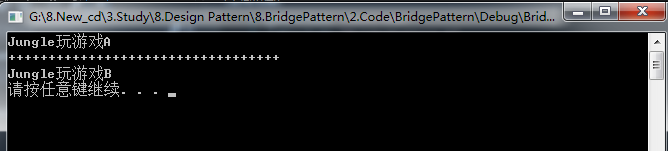 G:\8.New_cd\3.Study\8.Design Pattern\8.BridgePattern\2.Code\BridgePattern\Debug\Brid...
Jungle玩游戏A
++++++++++++++++++++++++++++++++++
Jungle玩游戏B
请按任意键继续. . .